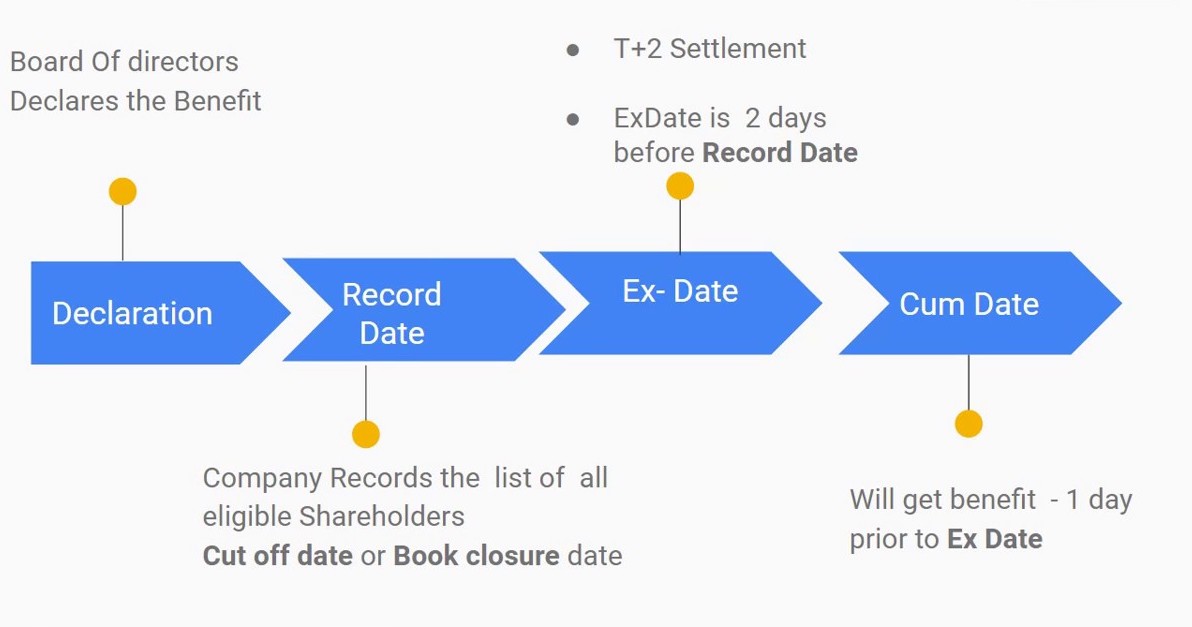 Board Of directors
Declares the Benefit
• T+2 Settlement
• ExDate is 2 days
before Record Date
Declaration
Record
Date
Ex- Date
Cum Date
Company Records the list of all
eligible Shareholders
Cut off date or Book closure date
Will get benefit - 1 day
prior to Ex Date